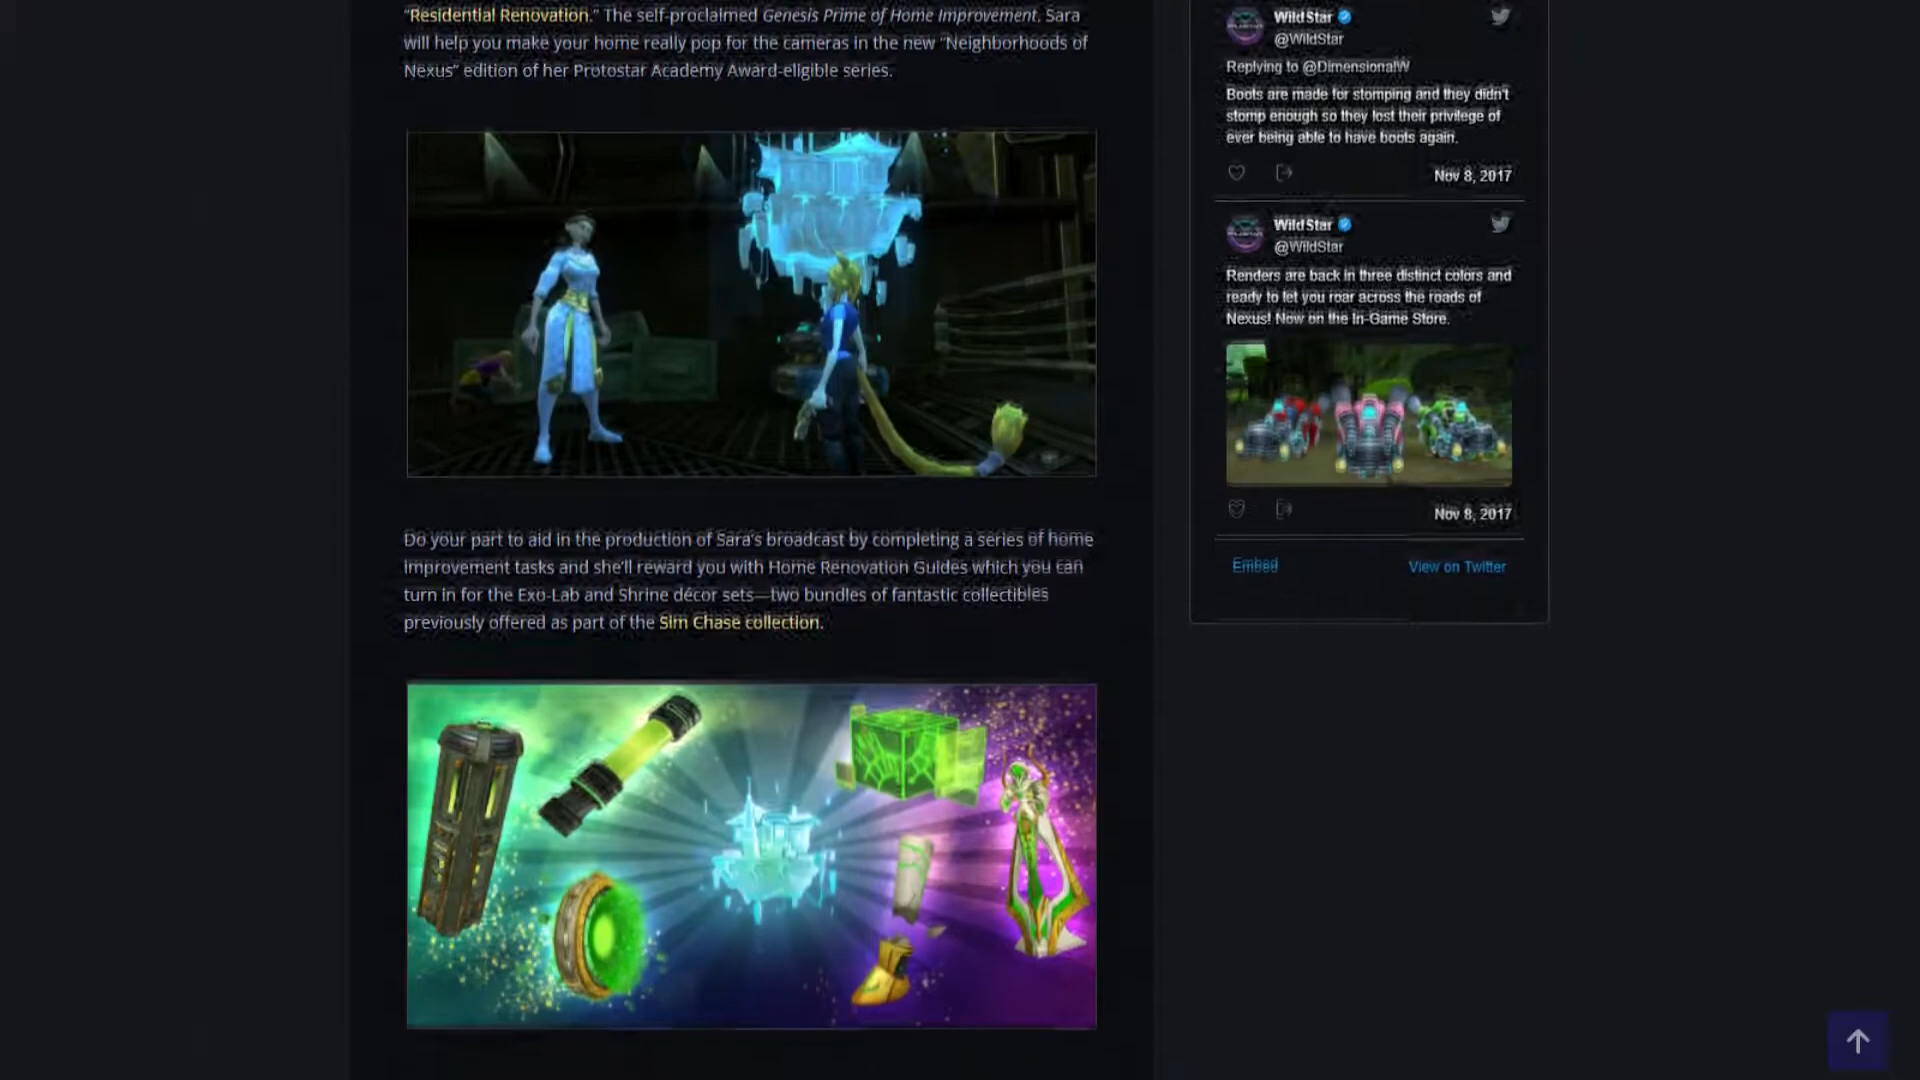 “Residential Renovation.” The self-proclaimed Genesis Prime of Home Improvement, Sara
will help you make your home really pop for the cameras in the new “Neighborhoods of
Nexus” edition of her Protostar Academy Award-eligible series.
Do your part to aid in the production of Sara’s broadcast by completing a series of home
improvement tasks and she’ll reward you with Home Renovation Guides which you can
turn in for the Exo-Lab and Shrine décor sets—two bundles of fantastic collectibles
previously offered as part of the Sim Chase collection.
WildStar
@WildStar
Replying to @DimensionalW
Boots are made for stomping and they didn't
stomp enough so they lost their privilege of
ever being able to have boots again.
Nov 8, 2017
WildStar
@WildStar
Renders are back in three distinct colors and
ready to let you roar across the roads of
Nexus! Now on the In-Game Store.
Nov 8, 2017
Embed
View on Twitter